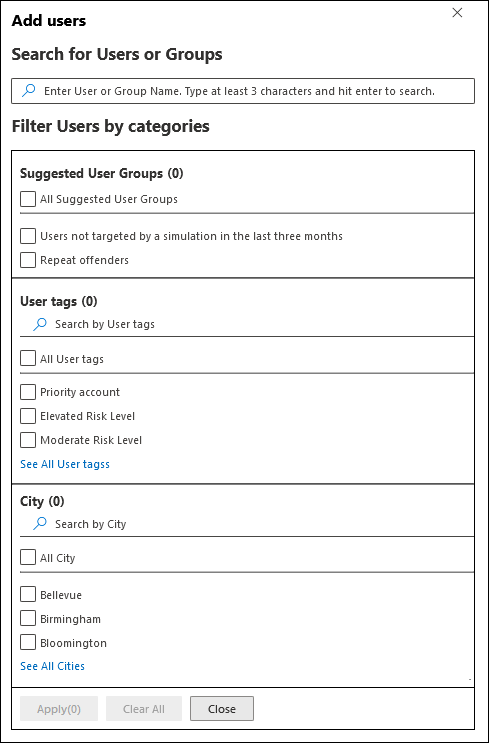 Add users
Search for Users or Groups
Enter User or Group Name. Type at least 3 characters and hit enter to search.
Filter Users by categories
Suggested User Groups (0)
All Suggested User Groups
Users not targeted by a simulation in the last three months
Repeat offenders
User tags (0)
Search by User tags
All User tags
Priority account
Elevated Risk Level
Moderate Risk Level
See All User tagss
City (0)
Search by City
All City
Bellevue
Birmingham
Bloomington
See All Cities
Apply(0) Clear All Close